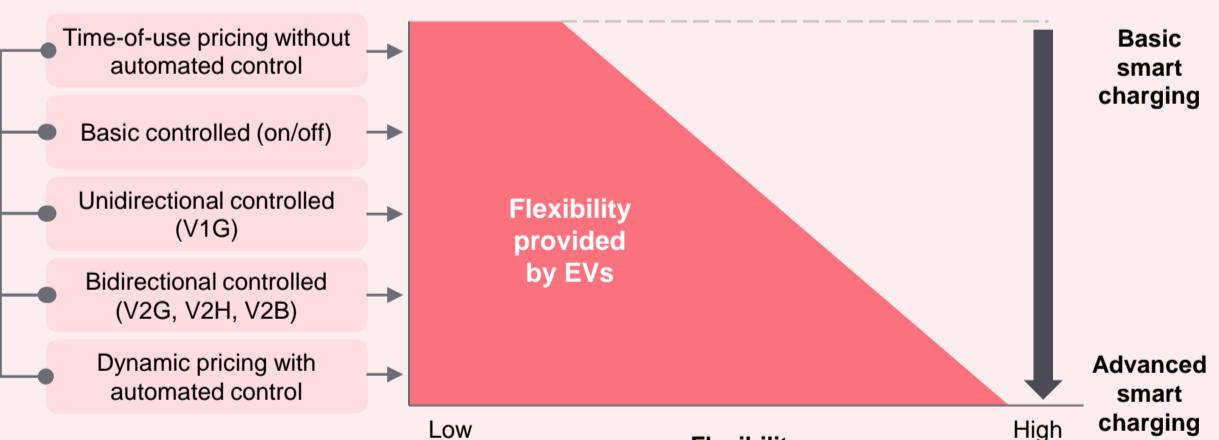 Time-of-use pricing without
automated control
Basic controlled (on/off)
Unidirectional controlled
(V1G)
Bidirectional controlled
(V2G, V2H, V2B)
Dynamic pricing with
automated control
Flexibility
provided
by EVs
Basic
smart
charging
Advanced
smart
charging
Low
Flexibility
High